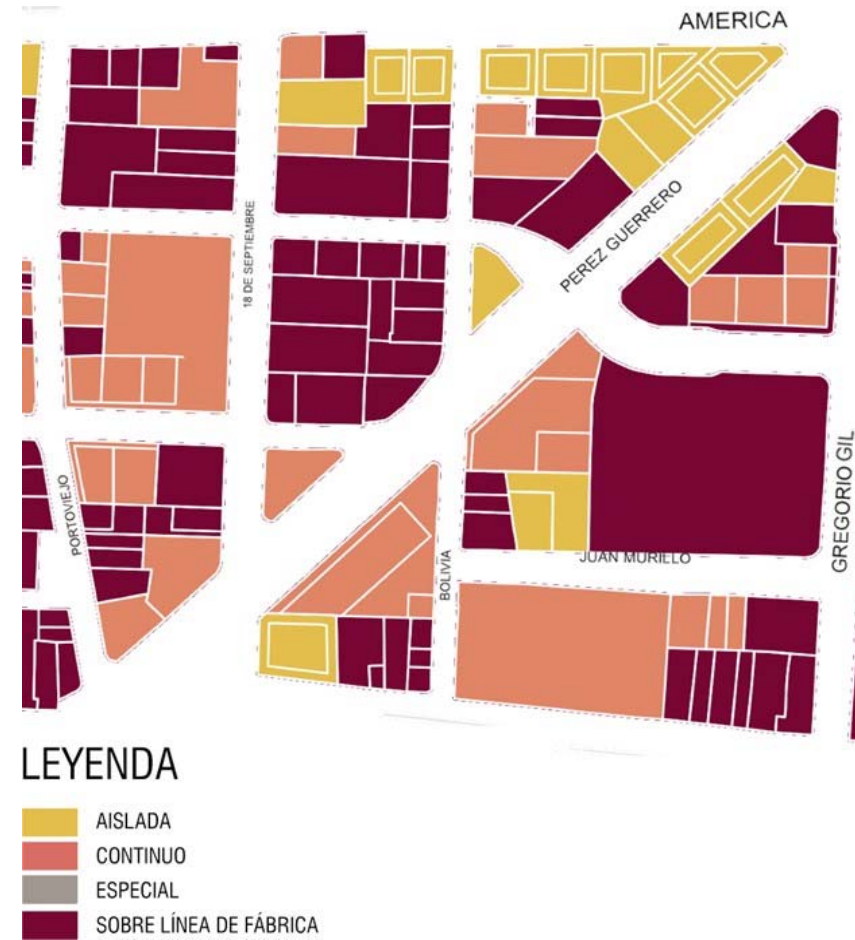 AMERICA
18 DE SEPTIEMBRE
PEREZ GUERRERO
PORTOVIEJO
BOLIVIA
JUAN MURILLO
GREGORIO GIL
LEYENDA
AISLADA
CONTINUO
ESPECIAL
SOBRE LÍNEA DE FÁBRICA